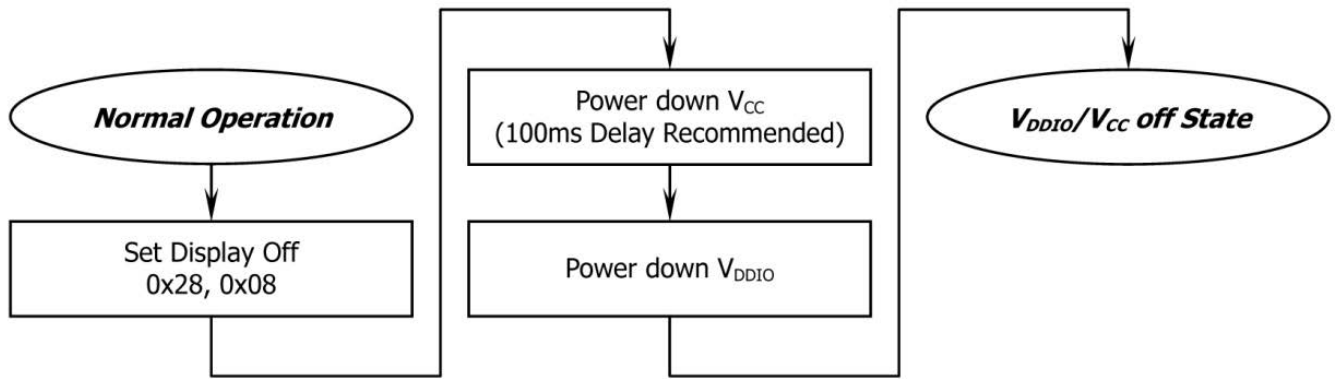 Normal Operation
Set Display Off
0x28, 0x08
Power down VCC
(100ms Delay Recommended)
Power down VDDIO
VDDIO/VCC off State